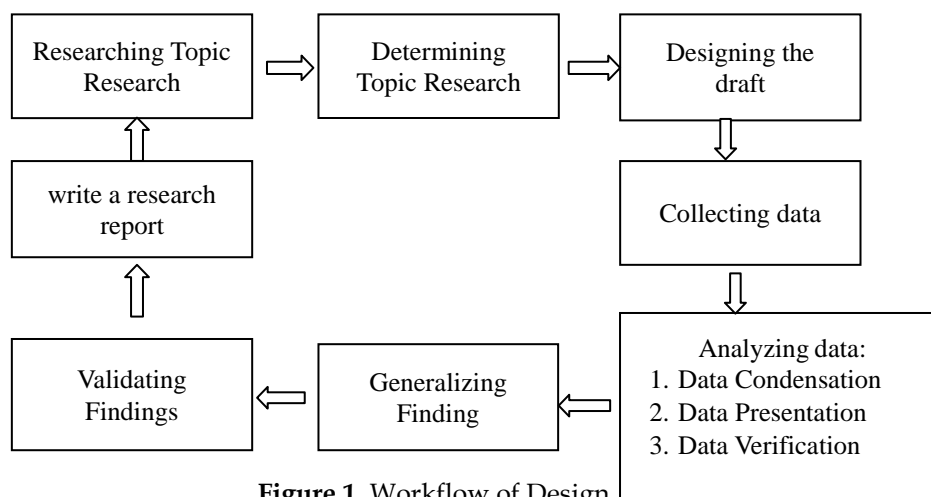 Researching Topic
Research
Determining
Topic Research
Designing the
draft
write a research
report
Collecting data
Validating
Findings
Generalizing
Finding
Analyzing data:
1. Data Condensation
2. Data Presentation
3. Data Verification
Figure 1. Workflow of Design